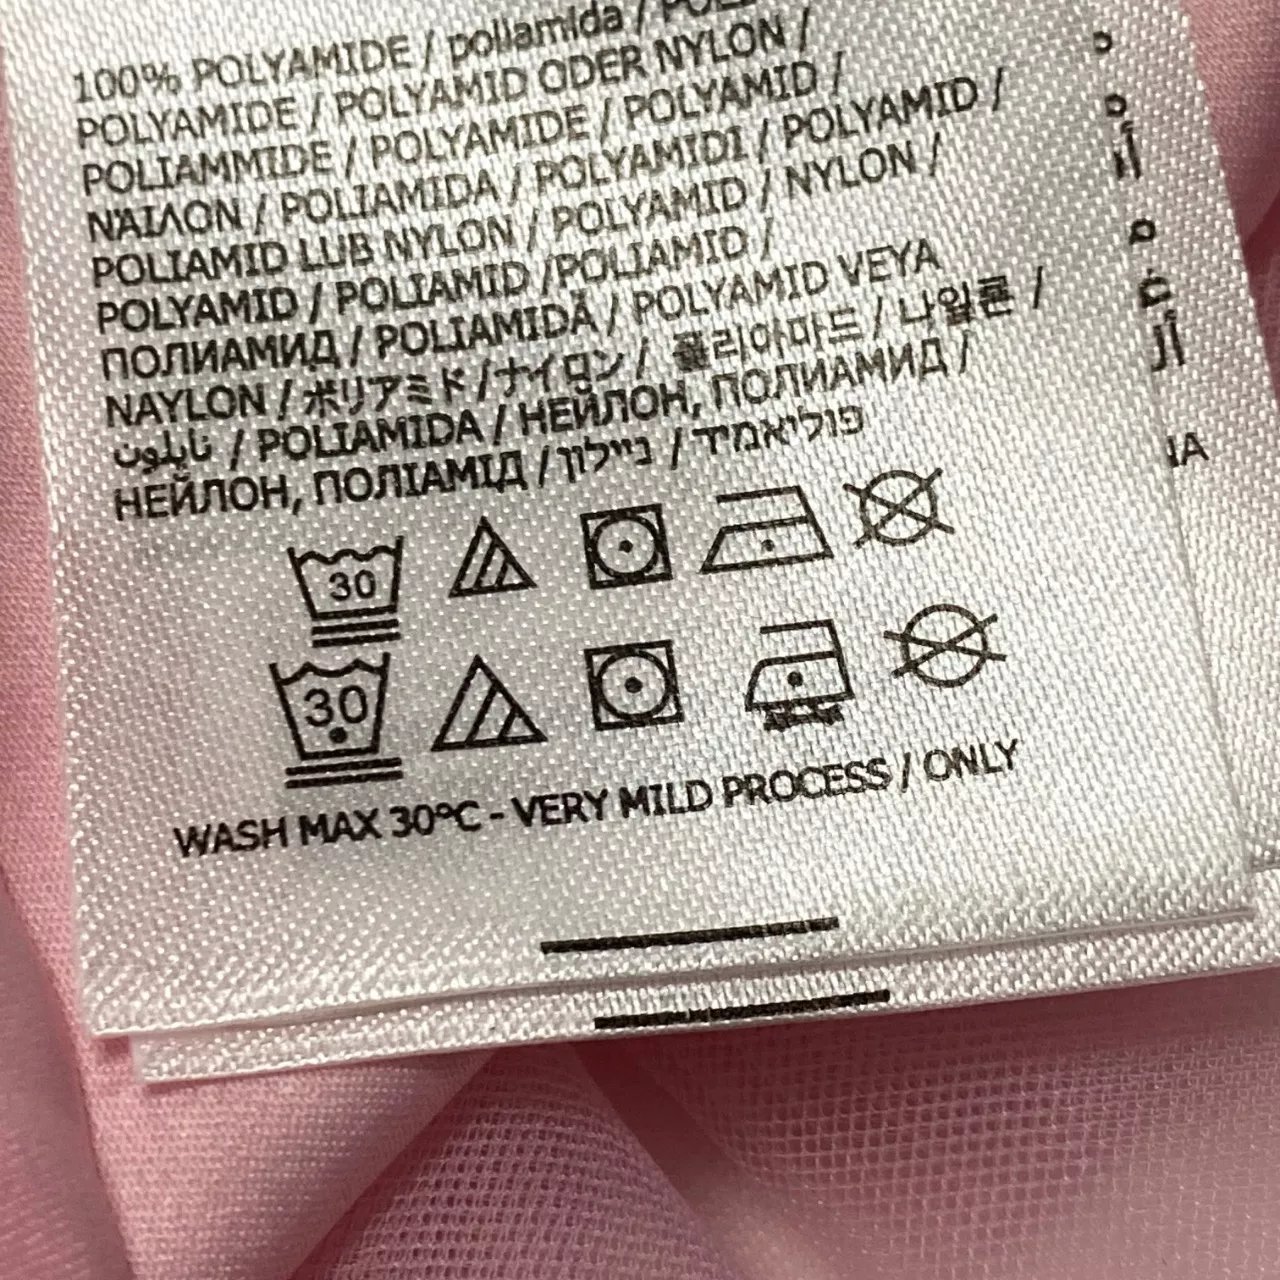 100% POLYAMIDE / poliamida /
POLYAMIDE / POLYAMID ODER NYLON /
POLIAMMIDE / POLYAMIDE / POLYAMID /
ΝΆΙΛΟΝ / POLIAMIDA / POLYAMIDI / POLYAMID /
POLIAMID LUB NYLON / POLYAMID / NYLON /
POLYAMID / POLIAMID /POLIAMID /
ПОЛИАМИД / POLIAMIDĂ / POLYAMID VEYA
NAYLON / ポリアミド /ナイロン / 폴리아마드 / 나일론 /
نايلون / POLIAMIDA / НЕЙЛОН, ПОЛИАМИД /
НЕЙЛОН, ПОЛІАМІД / ניילון / פוליאמיד
30
30
WASH MAX 30°C - VERY MILD PROCESS / ONLY